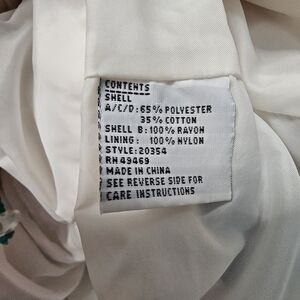 CONTENTS
SHELL
A/C/D: 65% POLYESTER
35% COTTON
SHELL B: 100% RAYON
LINING: 100% NYLON
STYLE: 20354
RN 49469
MADE IN CHINA
SEE REVERSE SIDE FOR
CARE INSTRUCTIONS